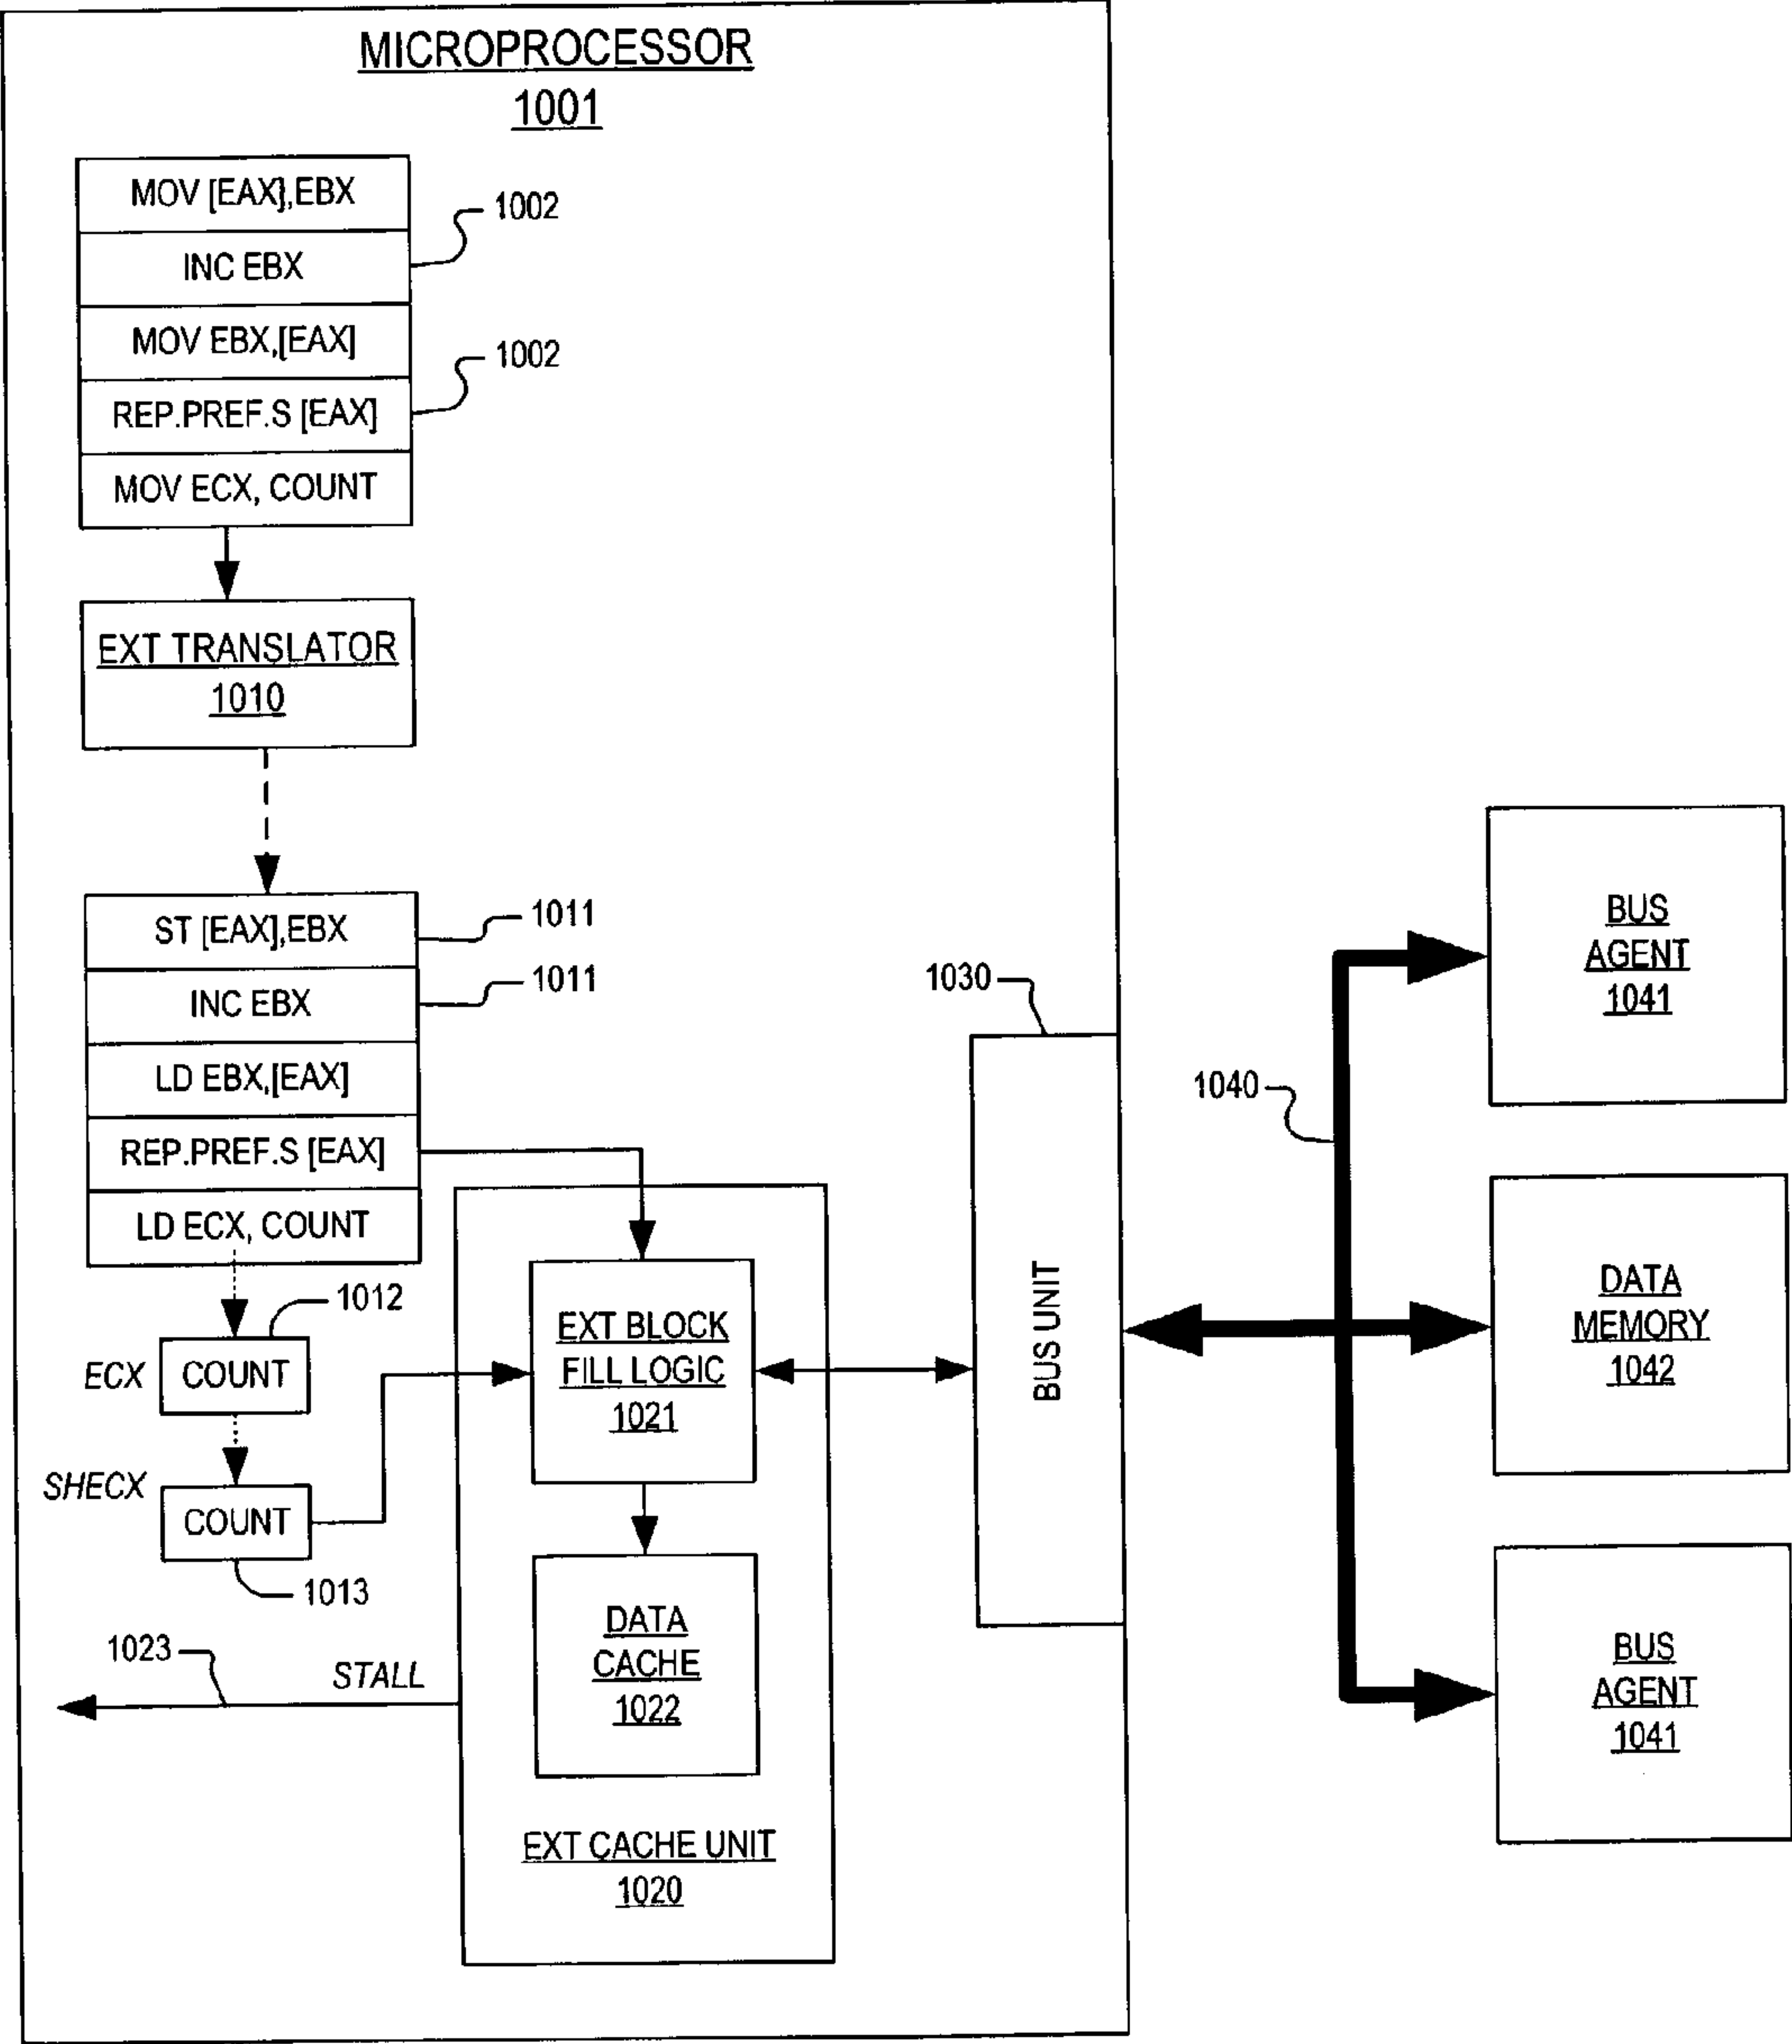 MICROPROCESSOR
1001
MOV [EAX],EBX
1002
INC EBX
MOV EBX,[EAX]
1002
REP.PREF.S [EAX]
MOV ECX, COUNT
EXT TRANSLATOR
1010
ST [EAX],EBX
1011
INC EBX
1011
LD EBX,[EAX]
REP.PREF.S [EAX]
LD ECX, COUNT
1012
ECX
COUNT
SHECX
COUNT
1013
1023
STALL
EXT BLOCK
FILL LOGIC
1021
DATA
CACHE
1022
EXT CACHE UNIT
1020
1030
BUS UNIT
1040
BUS
AGENT
1041
DATA
MEMORY
1042
BUS
AGENT
1041